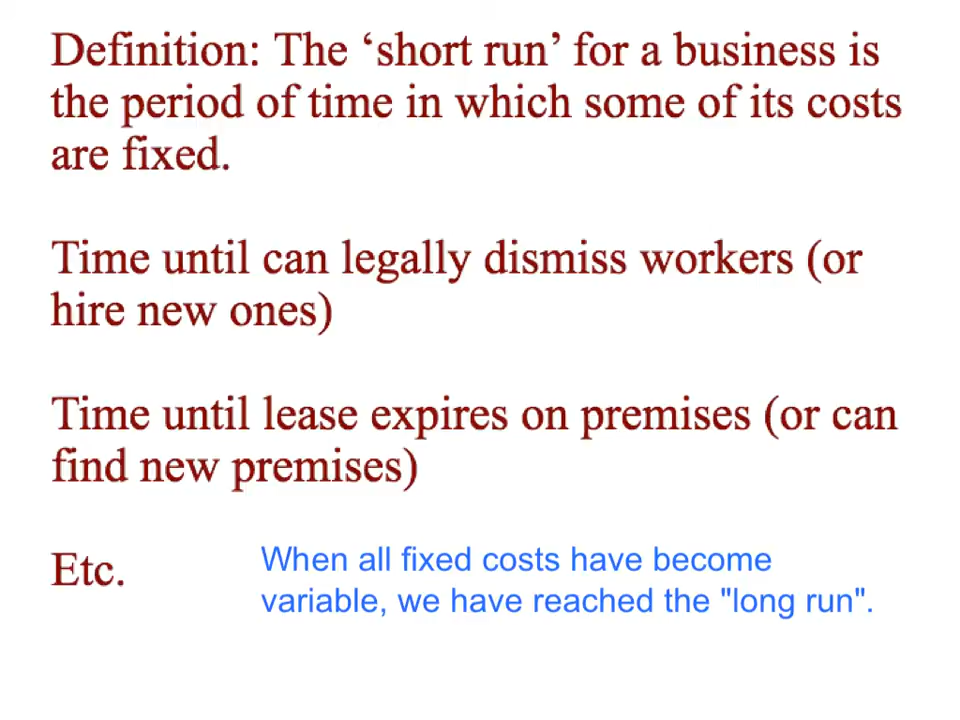 Definition: The ‘short run’ for a business is
the period of time in which some of its costs
are fixed.
Time until can legally dismiss workers (or
hire new ones)
Time until lease expires on premises (or can
find new premises)
Etc.
When all fixed costs have become
variable, we have reached the "long run".